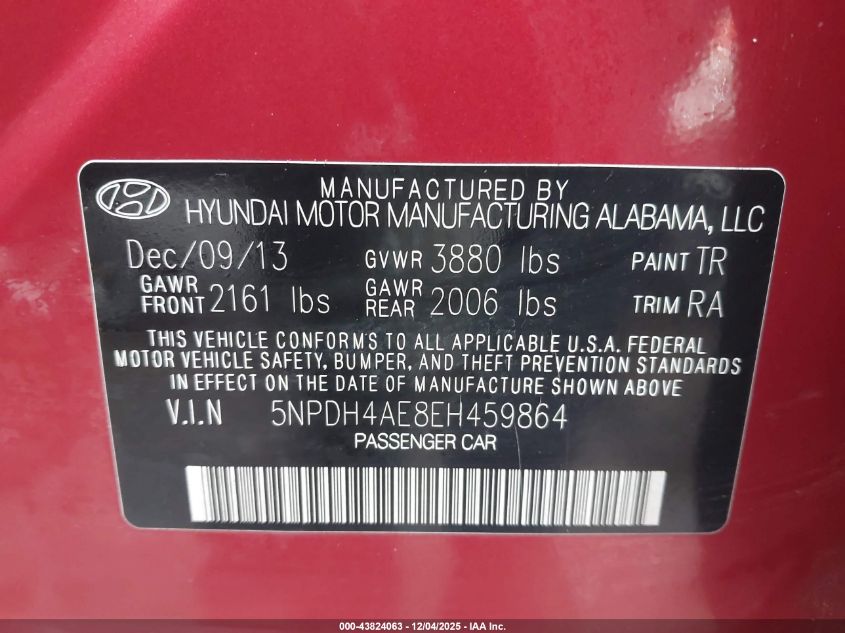 MANUFACTURED BY
HYUNDAI MOTOR MANUFACTURING ALABAMA, LLC
Dec/09/13 GVWR 3880 lbs PAINT TR
GAWR FRONT 2161 lbs GAWR REAR 2006 lbs TRIM RA
THIS VEHICLE CONFORMS TO ALL APPLICABLE U.S.A. FEDERAL
MOTOR VEHICLE SAFETY, BUMPER, AND THEFT PREVENTION STANDARDS
IN EFFECT ON THE DATE OF MANUFACTURE SHOWN ABOVE
V.I.N 5NPDH4AE8EH459864
PASSENGER CAR
000-43824063 - 12/04/2025 - IAA Inc.